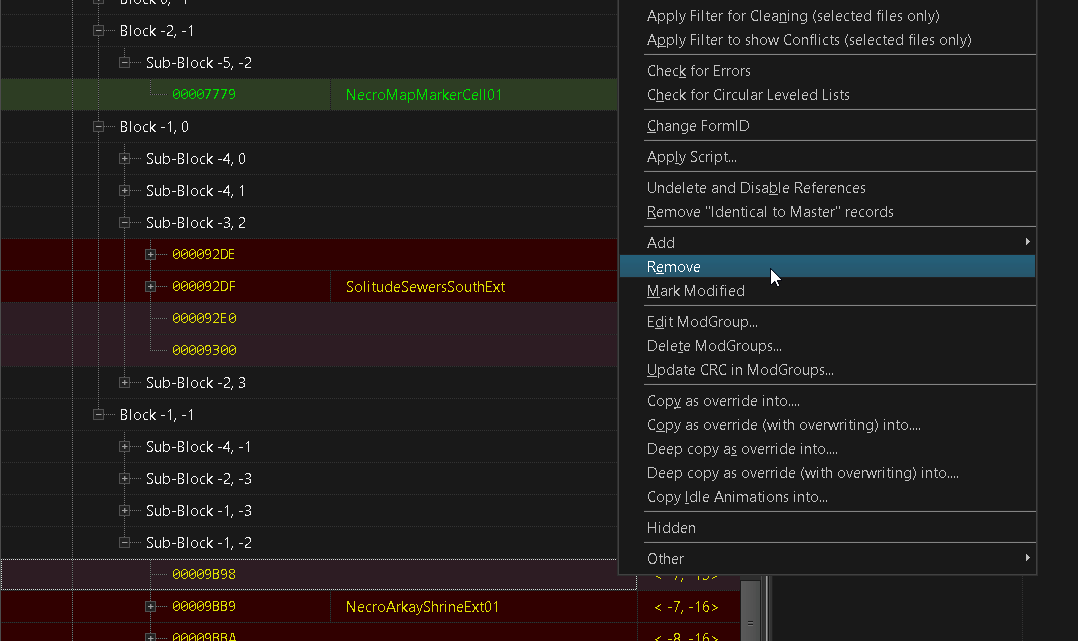 Block 0, -1
Block -2, -1
Sub-Block -5, -2
00007779 NecroMapMarkerCell01
Block -1, 0
Sub-Block -4, 0
Sub-Block -4, 1
Sub-Block -3, 2
000092DE
000092DF SolitudeSewersSouthExt
000092E0
00009300
Sub-Block -2, 3
Block -1, -1
Sub-Block -4, -1
Sub-Block -2, -3
Sub-Block -1, -3
Sub-Block -1, -2
00009B98
00009BB9 NecroArkayShrineExt01 < -7, -16>
00009BBA < -8, -16>
Apply Filter for Cleaning (selected files only)
Apply Filter to show Conflicts (selected files only)
Check for Errors
Check for Circular Leveled Lists
Change FormID
Apply Script...
Undelete and Disable References
Remove "Identical to Master" records
Add
Remove
Mark Modified
Edit ModGroup...
Delete ModGroups...
Update CRC in ModGroups...
Copy as override into....
Copy as override (with overwriting) into....
Deep copy as override into....
Deep copy as override (with overwriting) into....
Copy Idle Animations into...
Hidden
Other